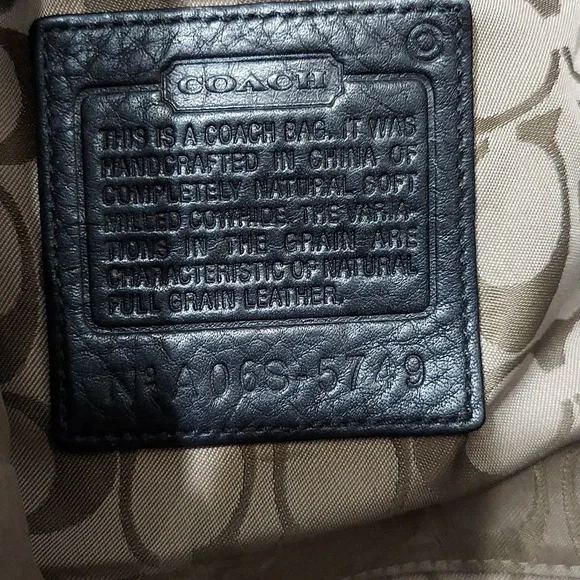 COACH
THIS IS A COACH BAG. IT WAS
HANDCRAFTED IN CHINA OF
COMPLETELY NATURAL SOFT
MILLED COWHIDE. THE VARIA-
TIONS IN THE GRAIN ARE
CHARACTERISTIC OF NATURAL
FULL GRAIN LEATHER.
Nº A06S-5749